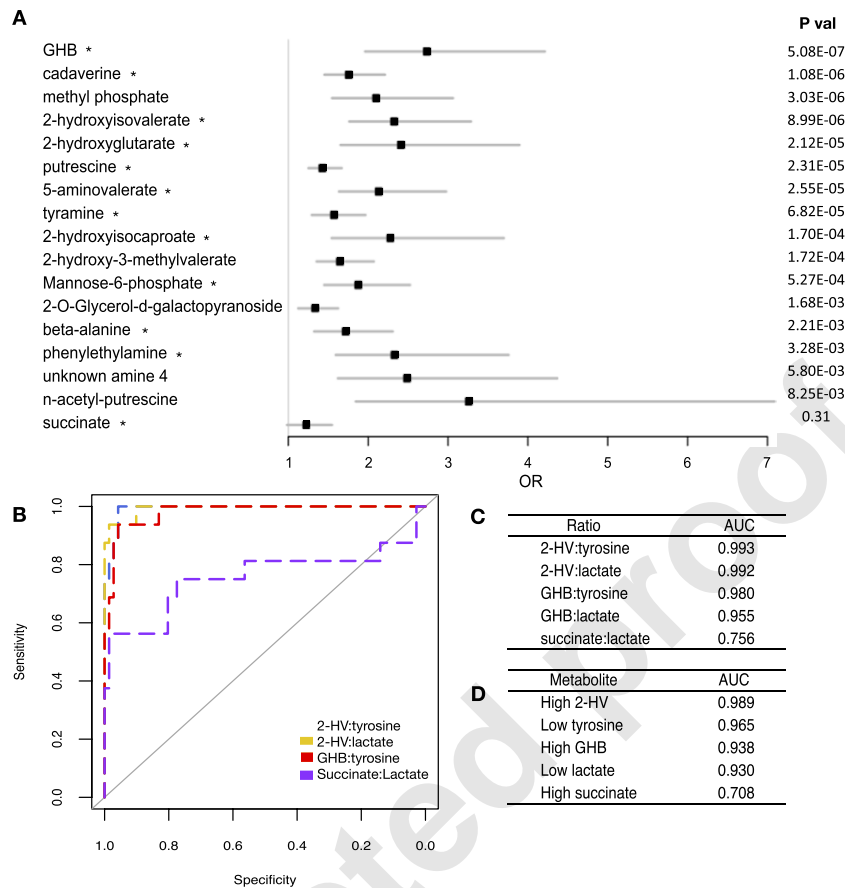 A
P val
GHB * 5.08E-07
cadaverine * 1.08E-06
methyl phosphate 3.03E-06
2-hydroxyisovalerate * 8.99E-06
2-hydroxyglutarate * 2.12E-05
putrescine * 2.31E-05
5-aminovalerate * 2.55E-05
tyramine * 6.82E-05
2-hydroxyisocaproate * 1.70E-04
2-hydroxy-3-methylvalerate 1.72E-04
Mannose-6-phosphate * 5.27E-04
2-O-Glycerol-d-galactopyranoside 1.68E-03
beta-alanine * 2.21E-03
phenylethylamine * 3.28E-03
unknown amine 4 5.80E-03
n-acetyl-putrescine 8.25E-03
succinate * 0.31
1 2 3 4 5 6 7
OR
B
1.0
0.8
0.6
0.4
0.2
0.0
Sensitivity
2-HV:tyrosine
2-HV:lactate
GHB:tyrosine
Succinate:Lactate
1.0 0.8 0.6 0.4 0.2 0.0
Specificity
C
Ratio AUC
2-HV:tyrosine 0.993
2-HV:lactate 0.992
GHB:tyrosine 0.980
GHB:lactate 0.955
succinate:lactate 0.756
D
Metabolite AUC
High 2-HV 0.989
Low tyrosine 0.965
High GHB 0.938
Low lactate 0.930
High succinate 0.708
ted proof